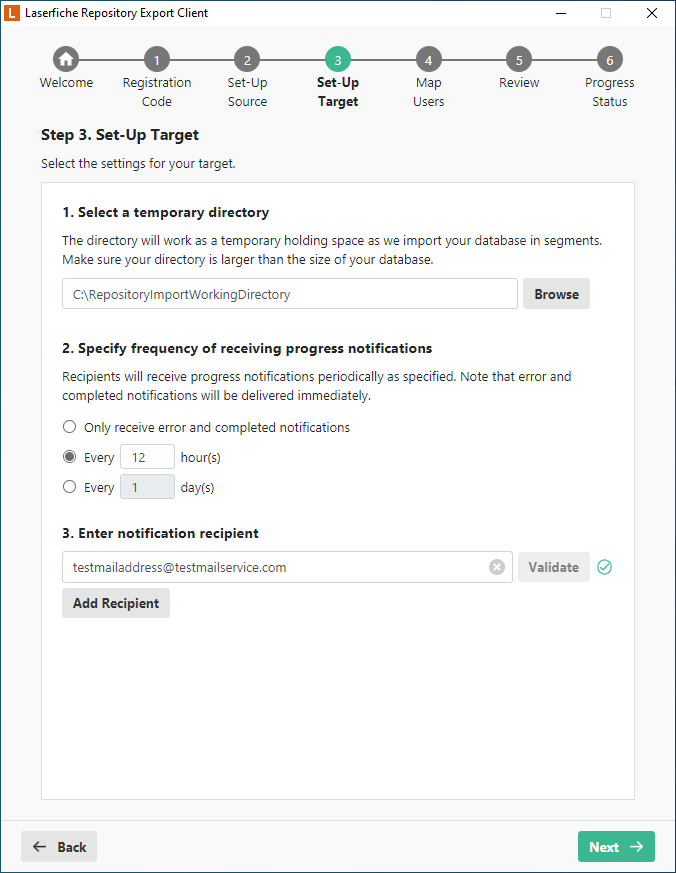 L Laserfiche Repository Export Client
1 2 3 4 5 6
Welcome Registration Set-Up Set-Up Map Review Progress
Code Source Target Users Status
Step 3. Set-Up Target
Select the settings for your target.
1. Select a temporary directory
The directory will work as a temporary holding space as we import your database in segments.
Make sure your directory is larger than the size of your database.
C:\RepositoryImportWorkingDirectory Browse
2. Specify frequency of receiving progress notifications
Recipients will receive progress notifications periodically as specified. Note that error and
completed notifications will be delivered immediately.
Only receive error and completed notifications
Every 12 hour(s)
Every 1 day(s)
3. Enter notification recipient
testmailaddress@testmailservice.com Validate
Add Recipient
Back Next